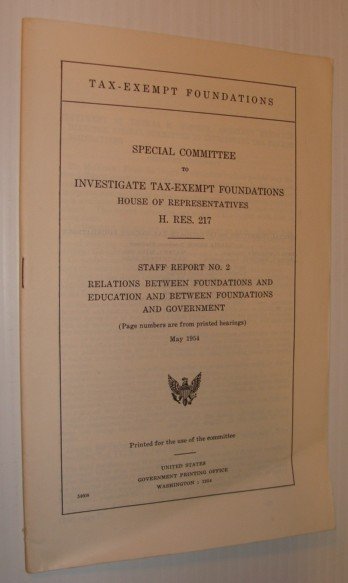 TAX-EXEMPT FOUNDATIONS
SPECIAL COMMITTEE
TO
INVESTIGATE TAX-EXEMPT FOUNDATIONS
HOUSE OF REPRESENTATIVES
H. RES. 217
STAFF REPORT NO. 2
RELATIONS BETWEEN FOUNDATIONS AND
EDUCATION AND BETWEEN FOUNDATIONS
AND GOVERNMENT
(Page numbers are from printed hearings)
May 1954
Printed for the use of the committee
UNITED STATES
GOVERNMENT PRINTING OFFICE
WASHINGTON : 1954